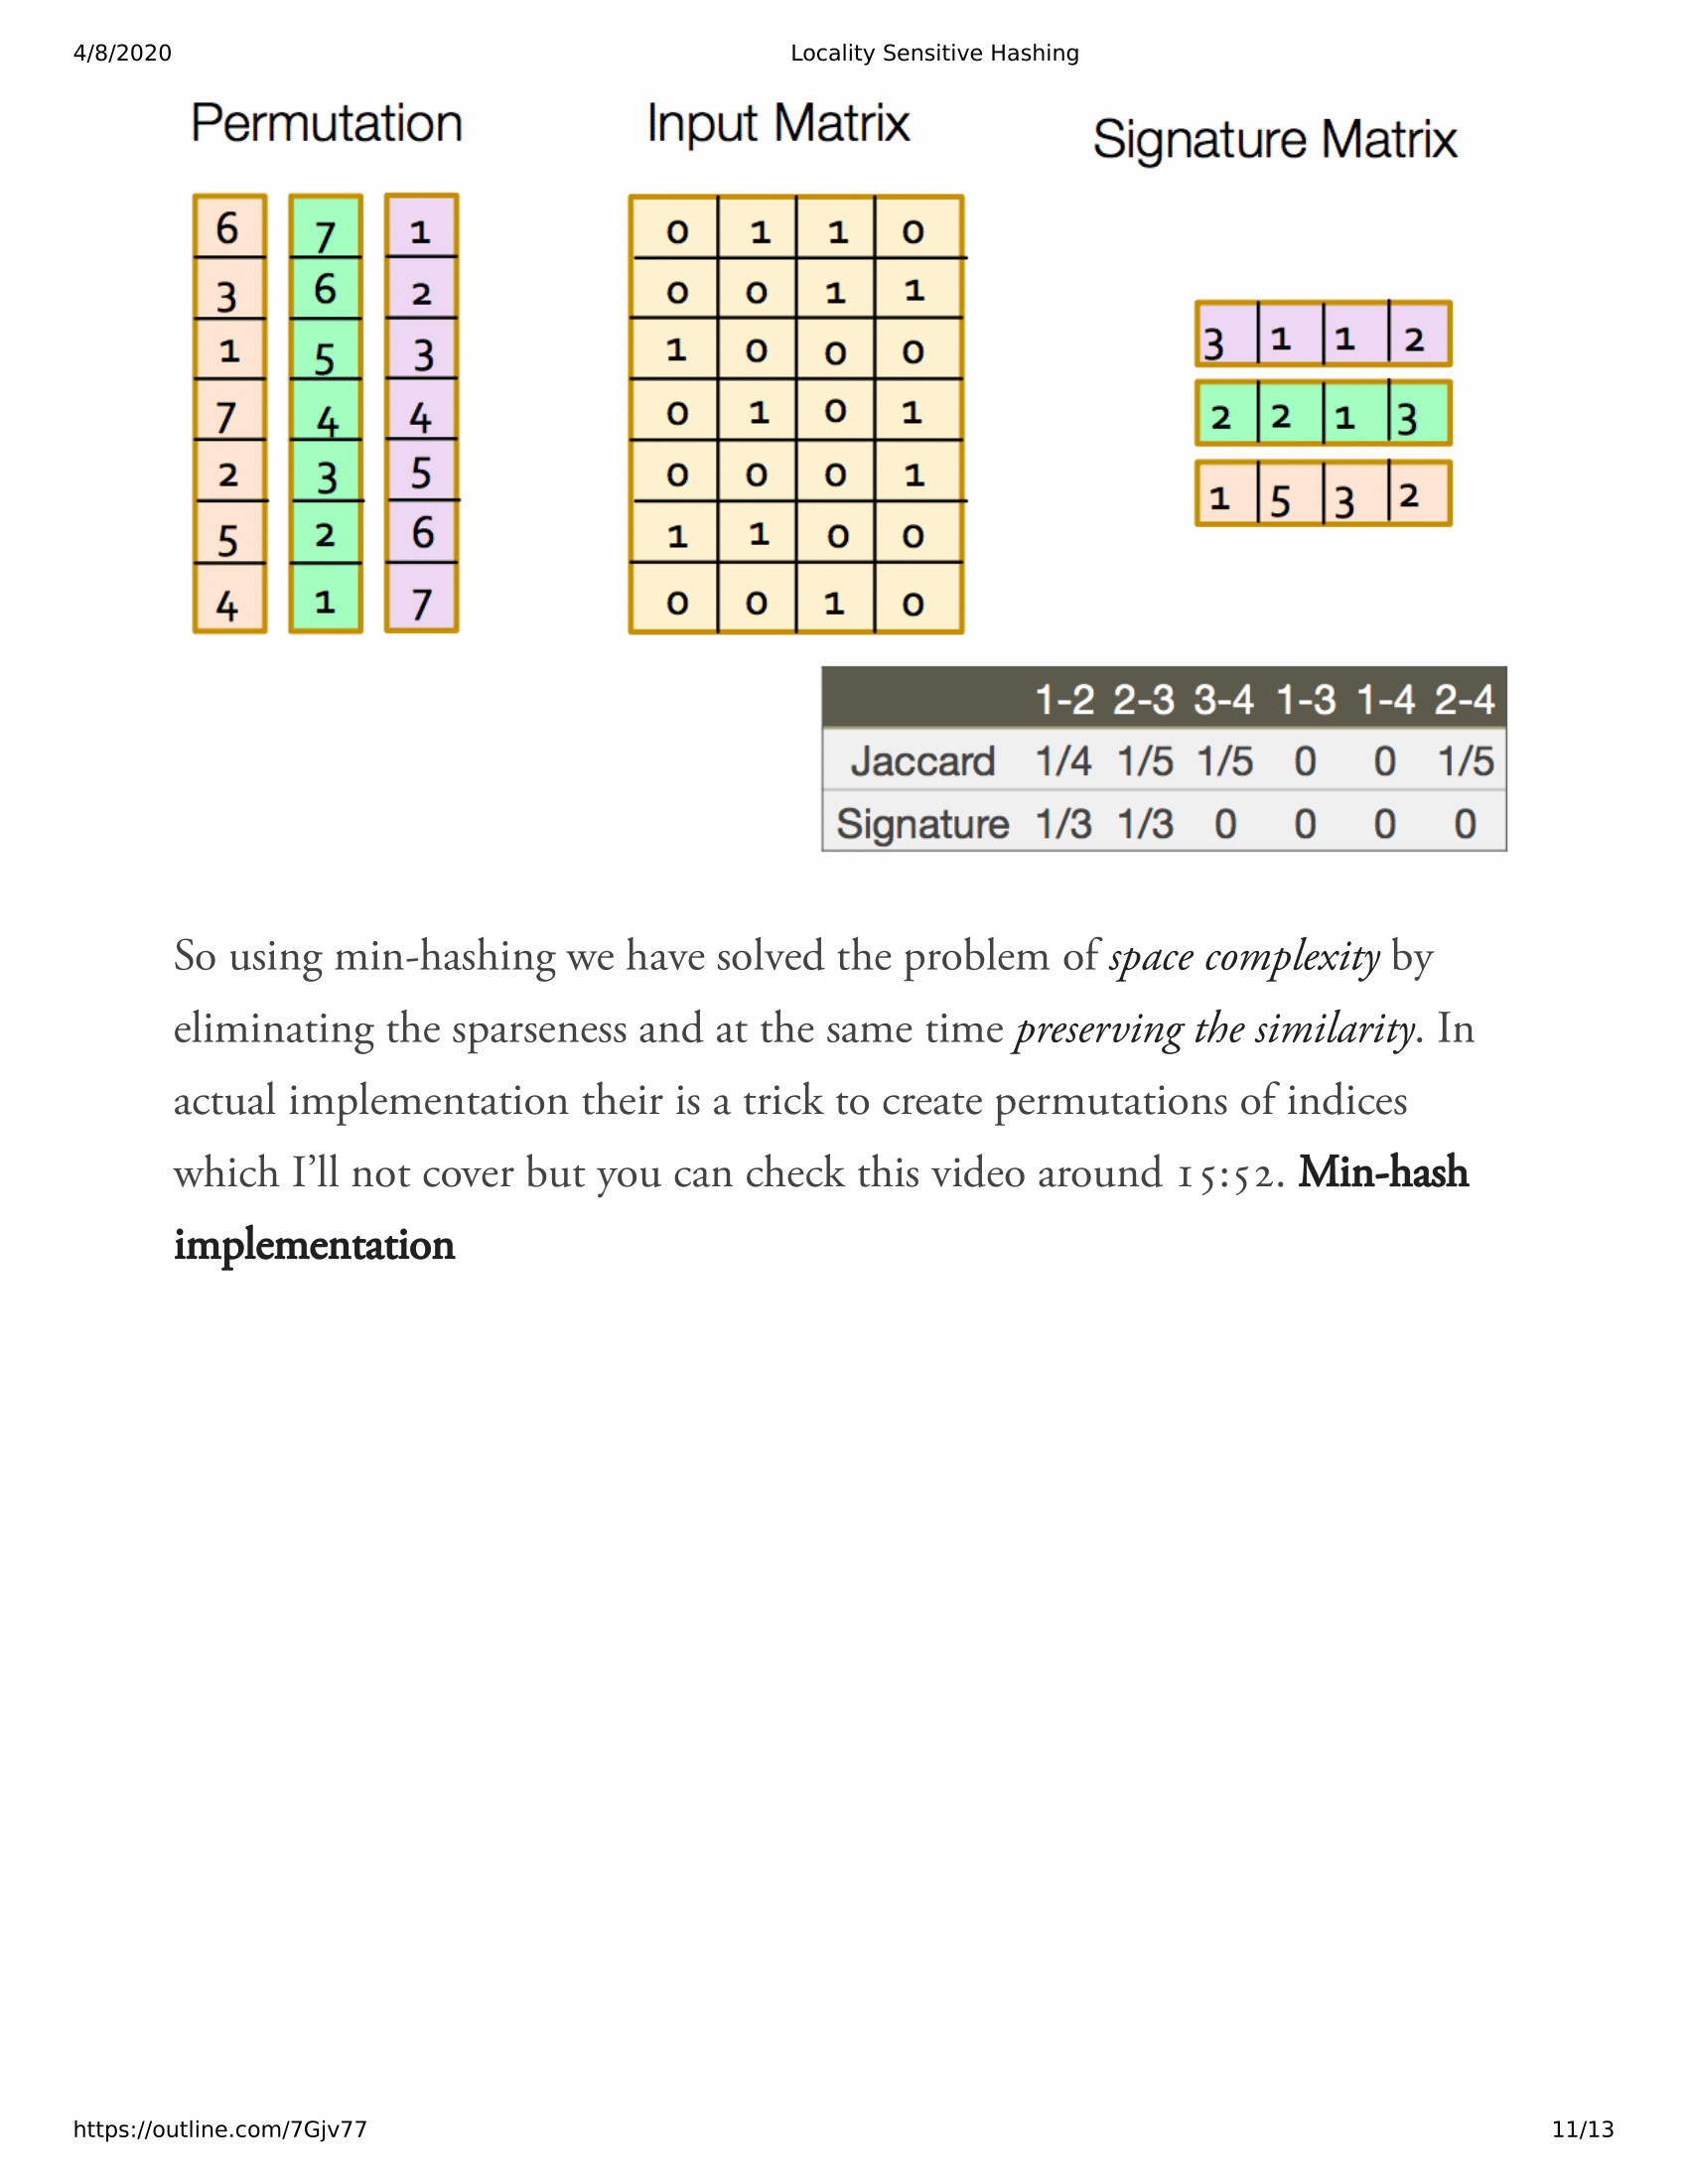 4/8/2020 Locality Sensitive Hashing
Permutation Input Matrix Signature Matrix
6 7 1 0 1 1 0
3 6 2 0 0 1 1
1 5 3 1 0 0 0
7 4 4 0 1 0 1
2 3 5 0 0 0 1
5 2 6 1 1 0 0
4 1 7 0 0 1 0
3 1 1 2
2 2 1 3
1 5 3 2
1-2 2-3 3-4 1-3 1-4 2-4
Jaccard 1/4 1/5 1/5 0 0 1/5
Signature 1/3 1/3 0 0 0 0
So using min-hashing we have solved the problem of space complexity by
eliminating the sparseness and at the same time preserving the similarity. In
actual implementation their is a trick to create permutations of indices
which I’ll not cover but you can check this video around 15:52. Min-hash
implementation
https://outline.com/7Gjv77 11/13